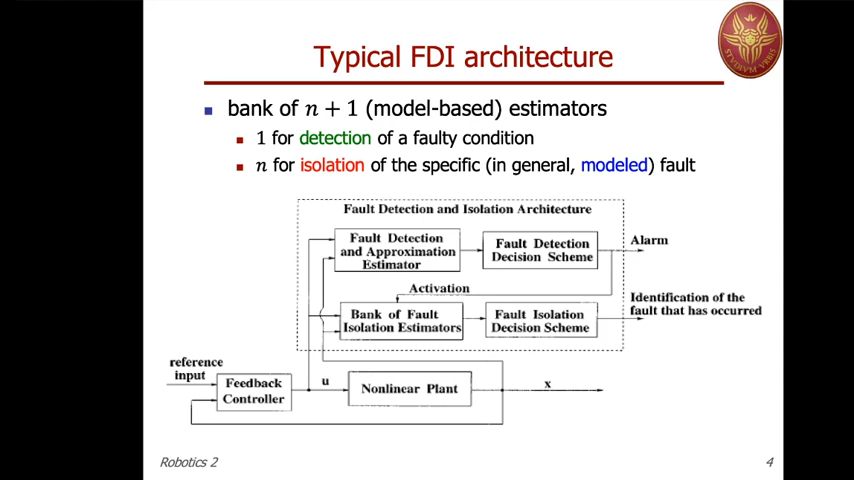 Typical FDI architecture
STVDIVM VRBIS
bank of n + 1 (model-based) estimators
1 for detection of a faulty condition
n for isolation of the specific (in general, modeled) fault
Fault Detection and Isolation Architecture
Fault Detection
and Approximation
Estimator
Fault Detection
Decision Scheme
Alarm
Activation
Bank of Fault
Isolation Estimators
Fault Isolation
Decision Scheme
Identification of the
fault that has occurred
reference
input
Feedback
Controller
u
Nonlinear Plant
x
Robotics 2
4